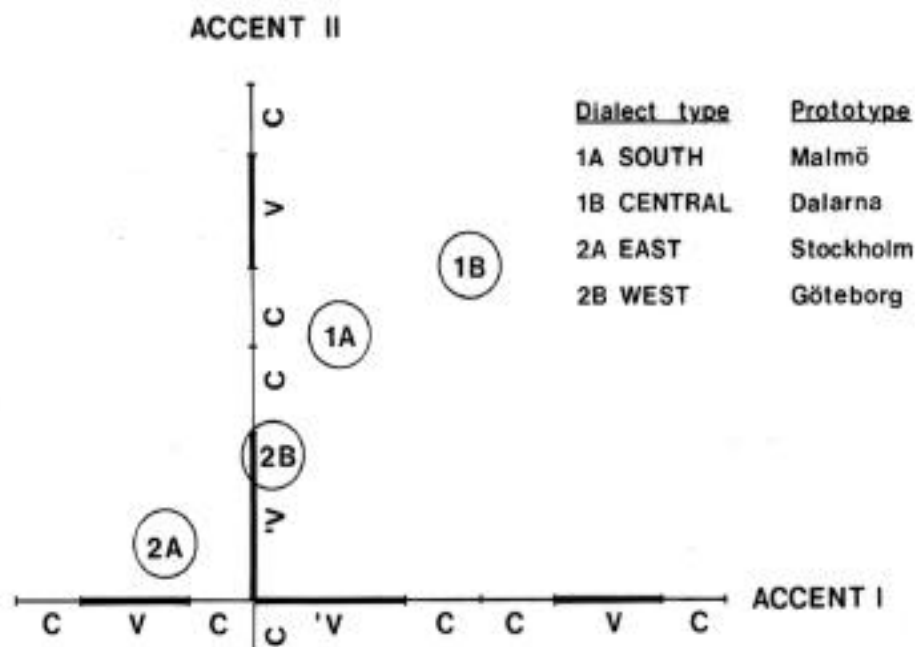 ACCENT II
C
V
C
C
'V
C
Dialect type Prototype
1A SOUTH Malmö
1B CENTRAL Dalarna
2A EAST Stockholm
2B WEST Göteborg
1B
1A
2B
2A
ACCENT I
C V C 'V C C V C